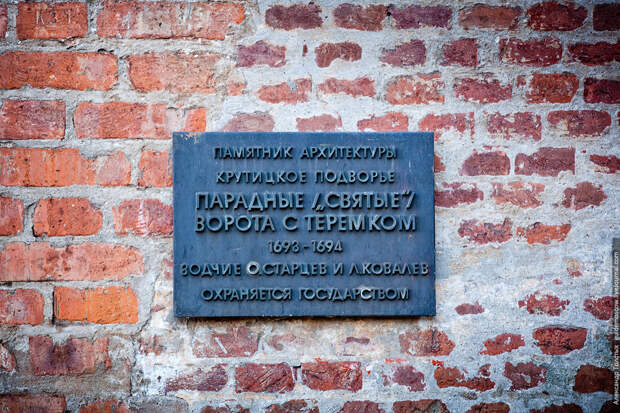 ПАМЯТНИК АРХИТЕКТУРЫ
КРУТИЦКОЕ ПОДВОРЬЕ
ПАРАДНЫЕ /„СВЯТЫЕ"/
ВОРОТА С ТЕРЕМКОМ
1693 - 1694
ЗОДЧИЕ О.СТАРЦЕВ И Л.КОВАЛЕВ
ОХРАНЯЕТСЯ ГОСУДАРСТВОМ